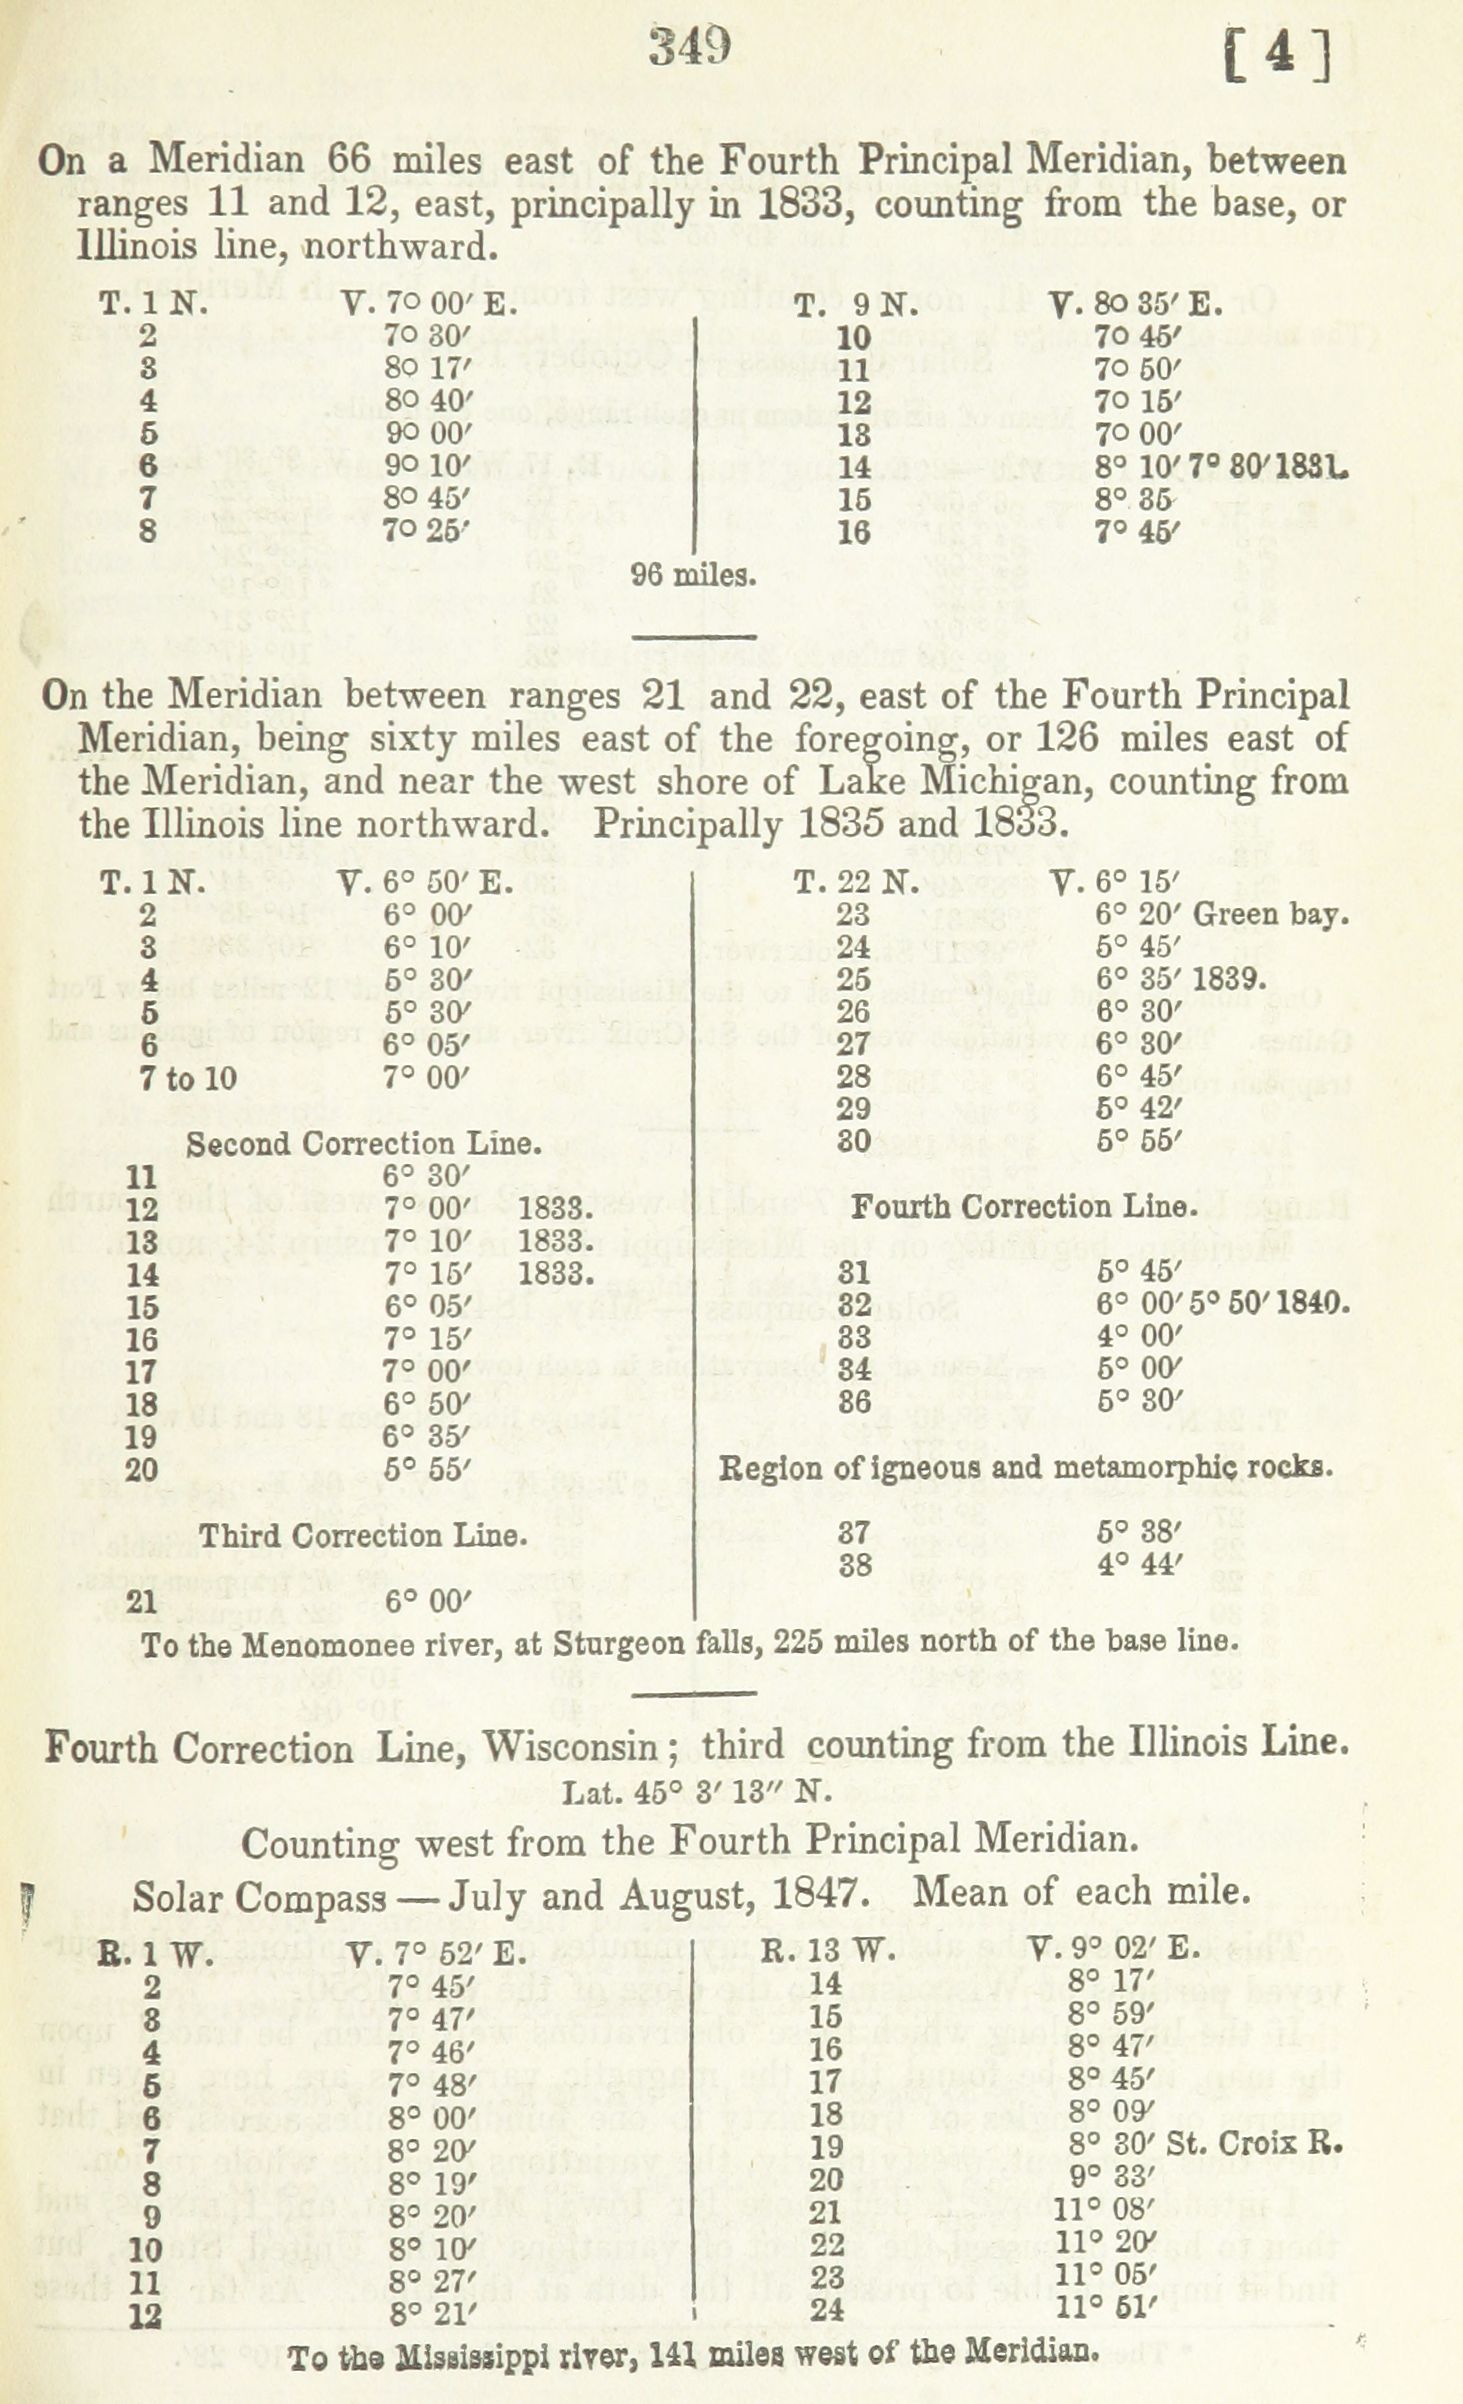 349 [ 4 ]
On a Meridian 66 miles east of the Fourth Principal Meridian, between
ranges 11 and 12, east, principally in 1833, counting from the base, or
Illinois line, northward.
T. 1 N. V. 7° 00′ E.
2 7° 30′
3 8° 17′
4 8° 40′
5 9° 00′
6 9° 10′
7 8° 45′
8 7° 25′
T. 9 N. V. 8° 35′ E.
10 7° 45′
11 7° 50′
12 7° 15′
13 7° 00′
14 8° 10′ 7° 30′ 1831.
15 8° 35
16 7° 45′
96 miles.
On the Meridian between ranges 21 and 22, east of the Fourth Principal
Meridian, being sixty miles east of the foregoing, or 126 miles east of
the Meridian, and near the west shore of Lake Michigan, counting from
the Illinois line northward. Principally 1835 and 1833.
T. 1 N. V. 6° 50′ E.
2 6° 00′
3 6° 10′
4 5° 30′
5 5° 30′
6 6° 05′
7 to 10 7° 00′
Second Correction Line.
11 6° 30′
12 7° 00′ 1833.
13 7° 10′ 1833.
14 7° 15′ 1833.
15 6° 05′
16 7° 15′
17 7° 00′
18 6° 50′
19 6° 35′
20 5° 55′
Third Correction Line.
21 6° 00′
T. 22 N. V. 6° 15′
23 6° 20′ Green bay.
24 5° 45′
25 6° 35′ 1839.
26 6° 30′
27 6° 30′
28 6° 45′
29 5° 42′
30 5° 55′
Fourth Correction Line.
31 5° 45′
32 6° 00′ 5° 50′ 1840.
33 4° 00′
34 5° 00′
36 5° 30′
Region of igneous and metamorphic rocks.
37 5° 38′
38 4° 44′
To the Menomonee river, at Sturgeon falls, 225 miles north of the base line.
Fourth Correction Line, Wisconsin; third counting from the Illinois Line.
Lat. 45° 3′ 13″ N.
Counting west from the Fourth Principal Meridian.
Solar Compass — July and August, 1847. Mean of each mile.
R. 1 W. V. 7° 52′ E.
2 7° 45′
3 7° 47′
4 7° 46′
5 7° 48′
6 8° 00′
7 8° 20′
8 8° 19′
9 8° 20′
10 8° 10′
11 8° 27′
12 8° 21′
R. 13 W. V. 9° 02′ E.
14 8° 17′
15 8° 59′
16 8° 47′
17 8° 45′
18 8° 09′
19 8° 30′ St. Croix R.
20 9° 33′
21 11° 08′
22 11° 20′
23 11° 05′
24 11° 51′
To the Mississippi river, 141 miles west of the Meridian.